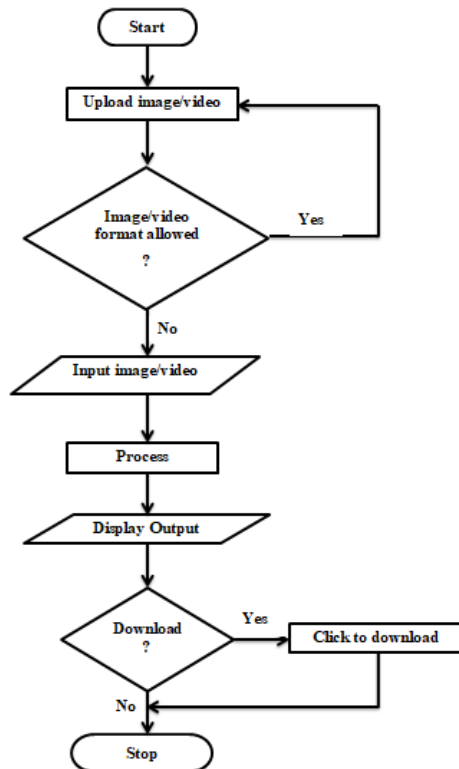 Start
Upload image/video
Image/video
format allowed
?
Yes
No
Input image/video
Process
Display Output
Download
?
Yes
Click to download
No
Stop